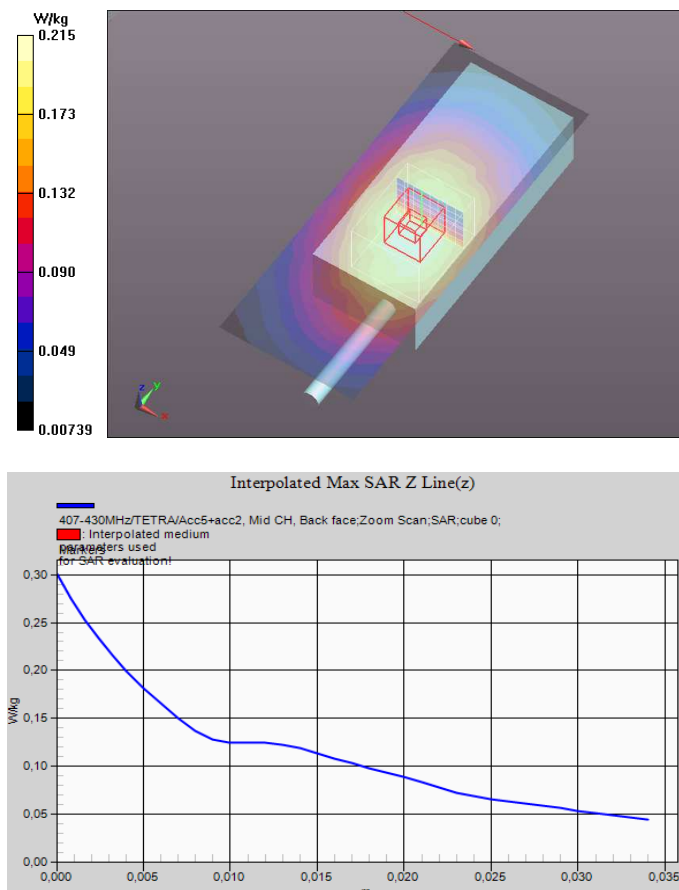 W/kg
0.215
0.173
0.132
0.090
0.049
0.00739
z
y
x
Interpolated Max SAR Z Line(z)
407-430MHz/TETRA/Acc5+acc2, Mid CH, Back face;Zoom Scan;SAR;cube 0;
: Interpolated medium
parameters used
Markers
for SAR evaluation!
0,30
0,25
0,20
0,15
0,10
0,05
0,00
W/kg
0,000 0,005 0,010 0,015 0,020 0,025 0,030 0,035